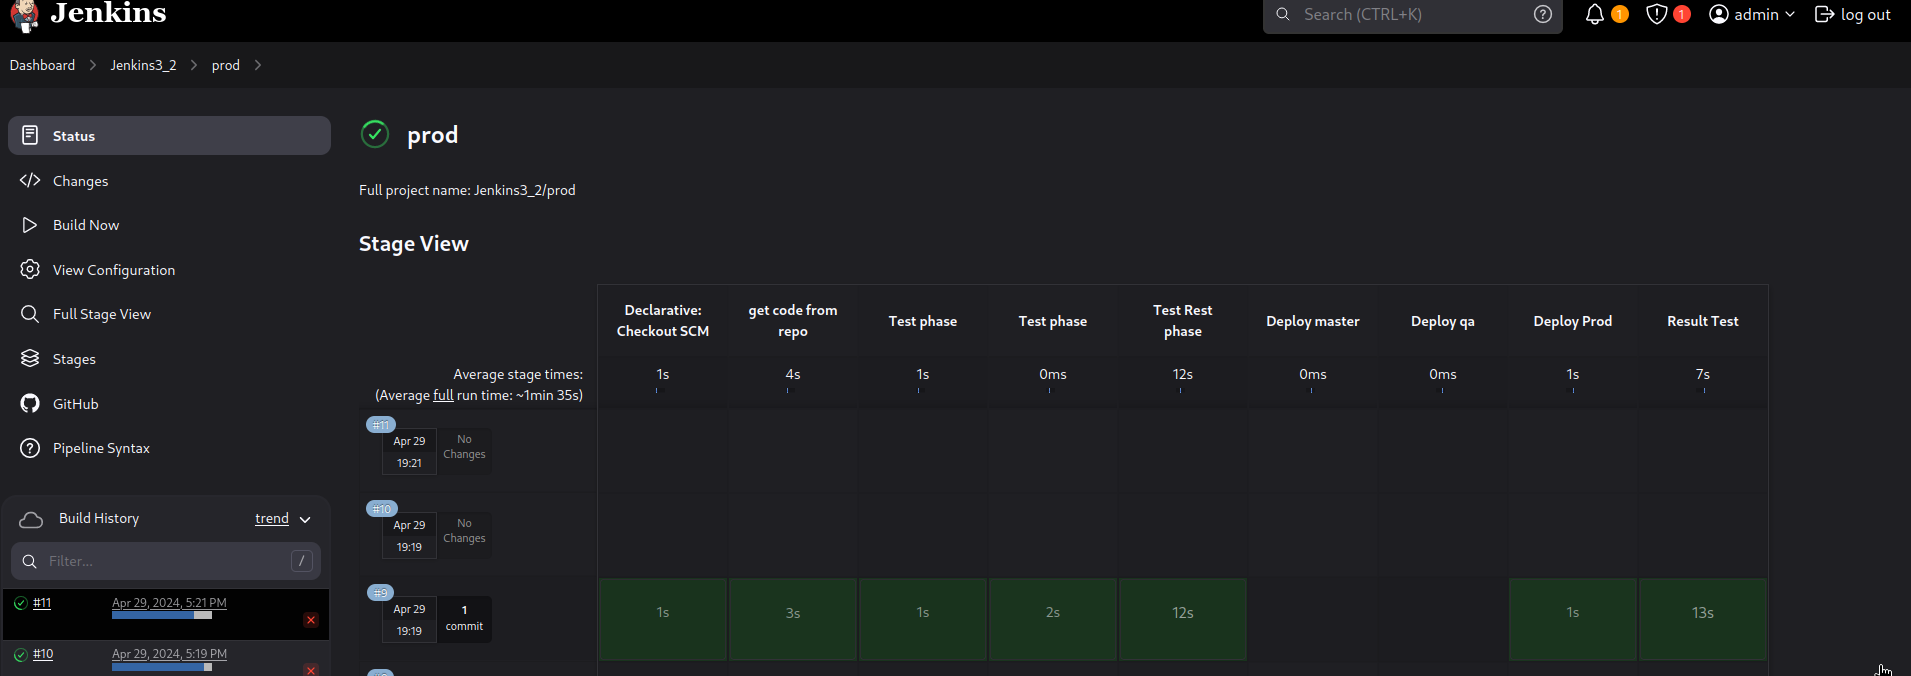 Jenkins
Search (CTRL+K)
1
1
admin
log out
Dashboard
Jenkins3_2
prod
Status
Changes
Build Now
View Configuration
Full Stage View
Stages
GitHub
Pipeline Syntax
Build History
trend
Filter...
/
#11
Apr 29, 2024, 5:21 PM
#10
Apr 29, 2024, 5:19 PM
prod
Full project name: Jenkins3_2/prod
Stage View
Declarative:
Checkout SCM
get code from
repo
Test phase
Test phase
Test Rest
phase
Deploy master
Deploy qa
Deploy Prod
Result Test
Average stage times:
(Average full run time: ~1min 35s)
1s
4s
1s
0ms
12s
0ms
0ms
1s
7s
#11
Apr 29
19:21
No
Changes
#10
Apr 29
19:19
No
Changes
#9
Apr 29
19:19
1
commit
1s
3s
1s
2s
12s
1s
13s